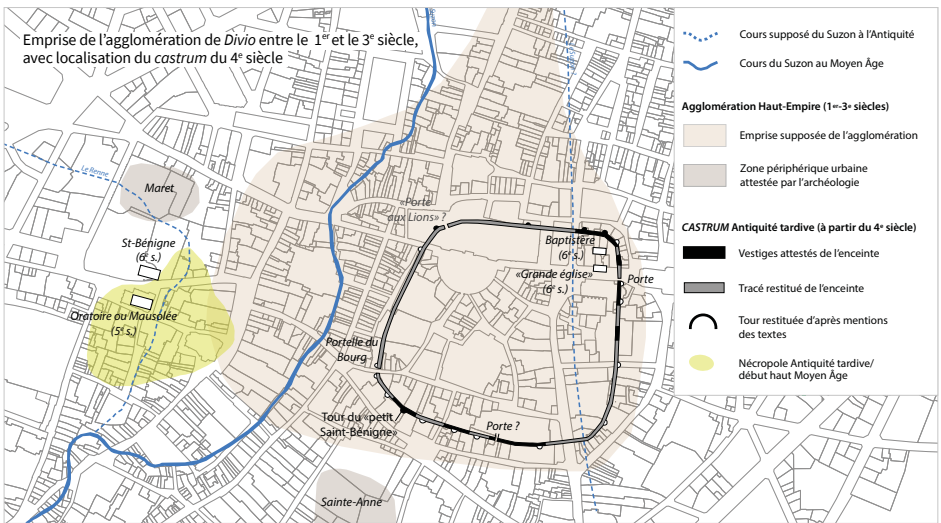 Emprise de l'agglomération de Divio entre le 1er et le 3e siècle,
avec localisation du castrum du 4e siècle
Le Renne
Maret
St-Bénigne
(6e s.)
Oratoire ou Mausolée
(5e s.)
«Porte
aux Lions» ?
Baptistère
(6e s.)
«Grande église»
(6e s.)
Porte
Portelle du
Bourg
Tour du «petit
Saint-Bénigne»
Porte ?
Sainte-Anne
Cours supposé du Suzon à l'Antiquité
Cours du Suzon au Moyen Âge
Agglomération Haut-Empire (1er-3e siècles)
Emprise supposée de l'agglomération
Zone périphérique urbaine
attestée par l'archéologie
CASTRUM Antiquité tardive (à partir du 4e siècle)
Vestiges attestés de l'enceinte
Tracé restitué de l'enceinte
Tour restituée d'après mentions
des textes
Nécropole Antiquité tardive/
début haut Moyen Âge